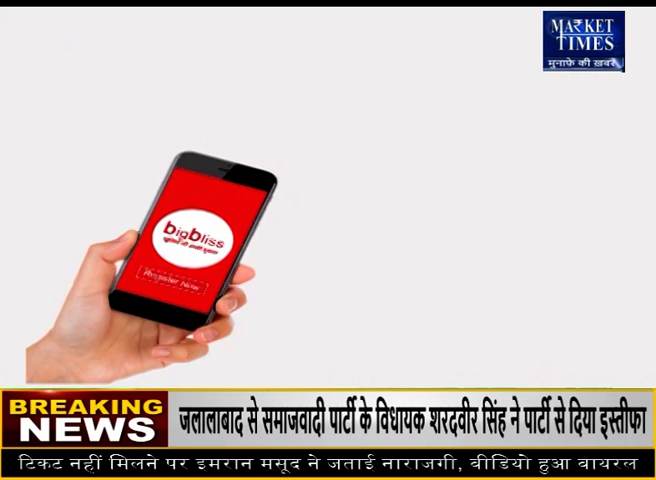 MARKET
TIMES
मुनाफे की ख़बर
bigbliss
Register Now
BREAKING
NEWS
जलालाबाद से समाजवादी पार्टी के विधायक शरदवीर सिंह ने पार्टी से दिया इस्तीफा
टिकट नहीं मिलने पर इमरान मसूद ने जताई नाराजगी, वीडियो हुआ वायरल